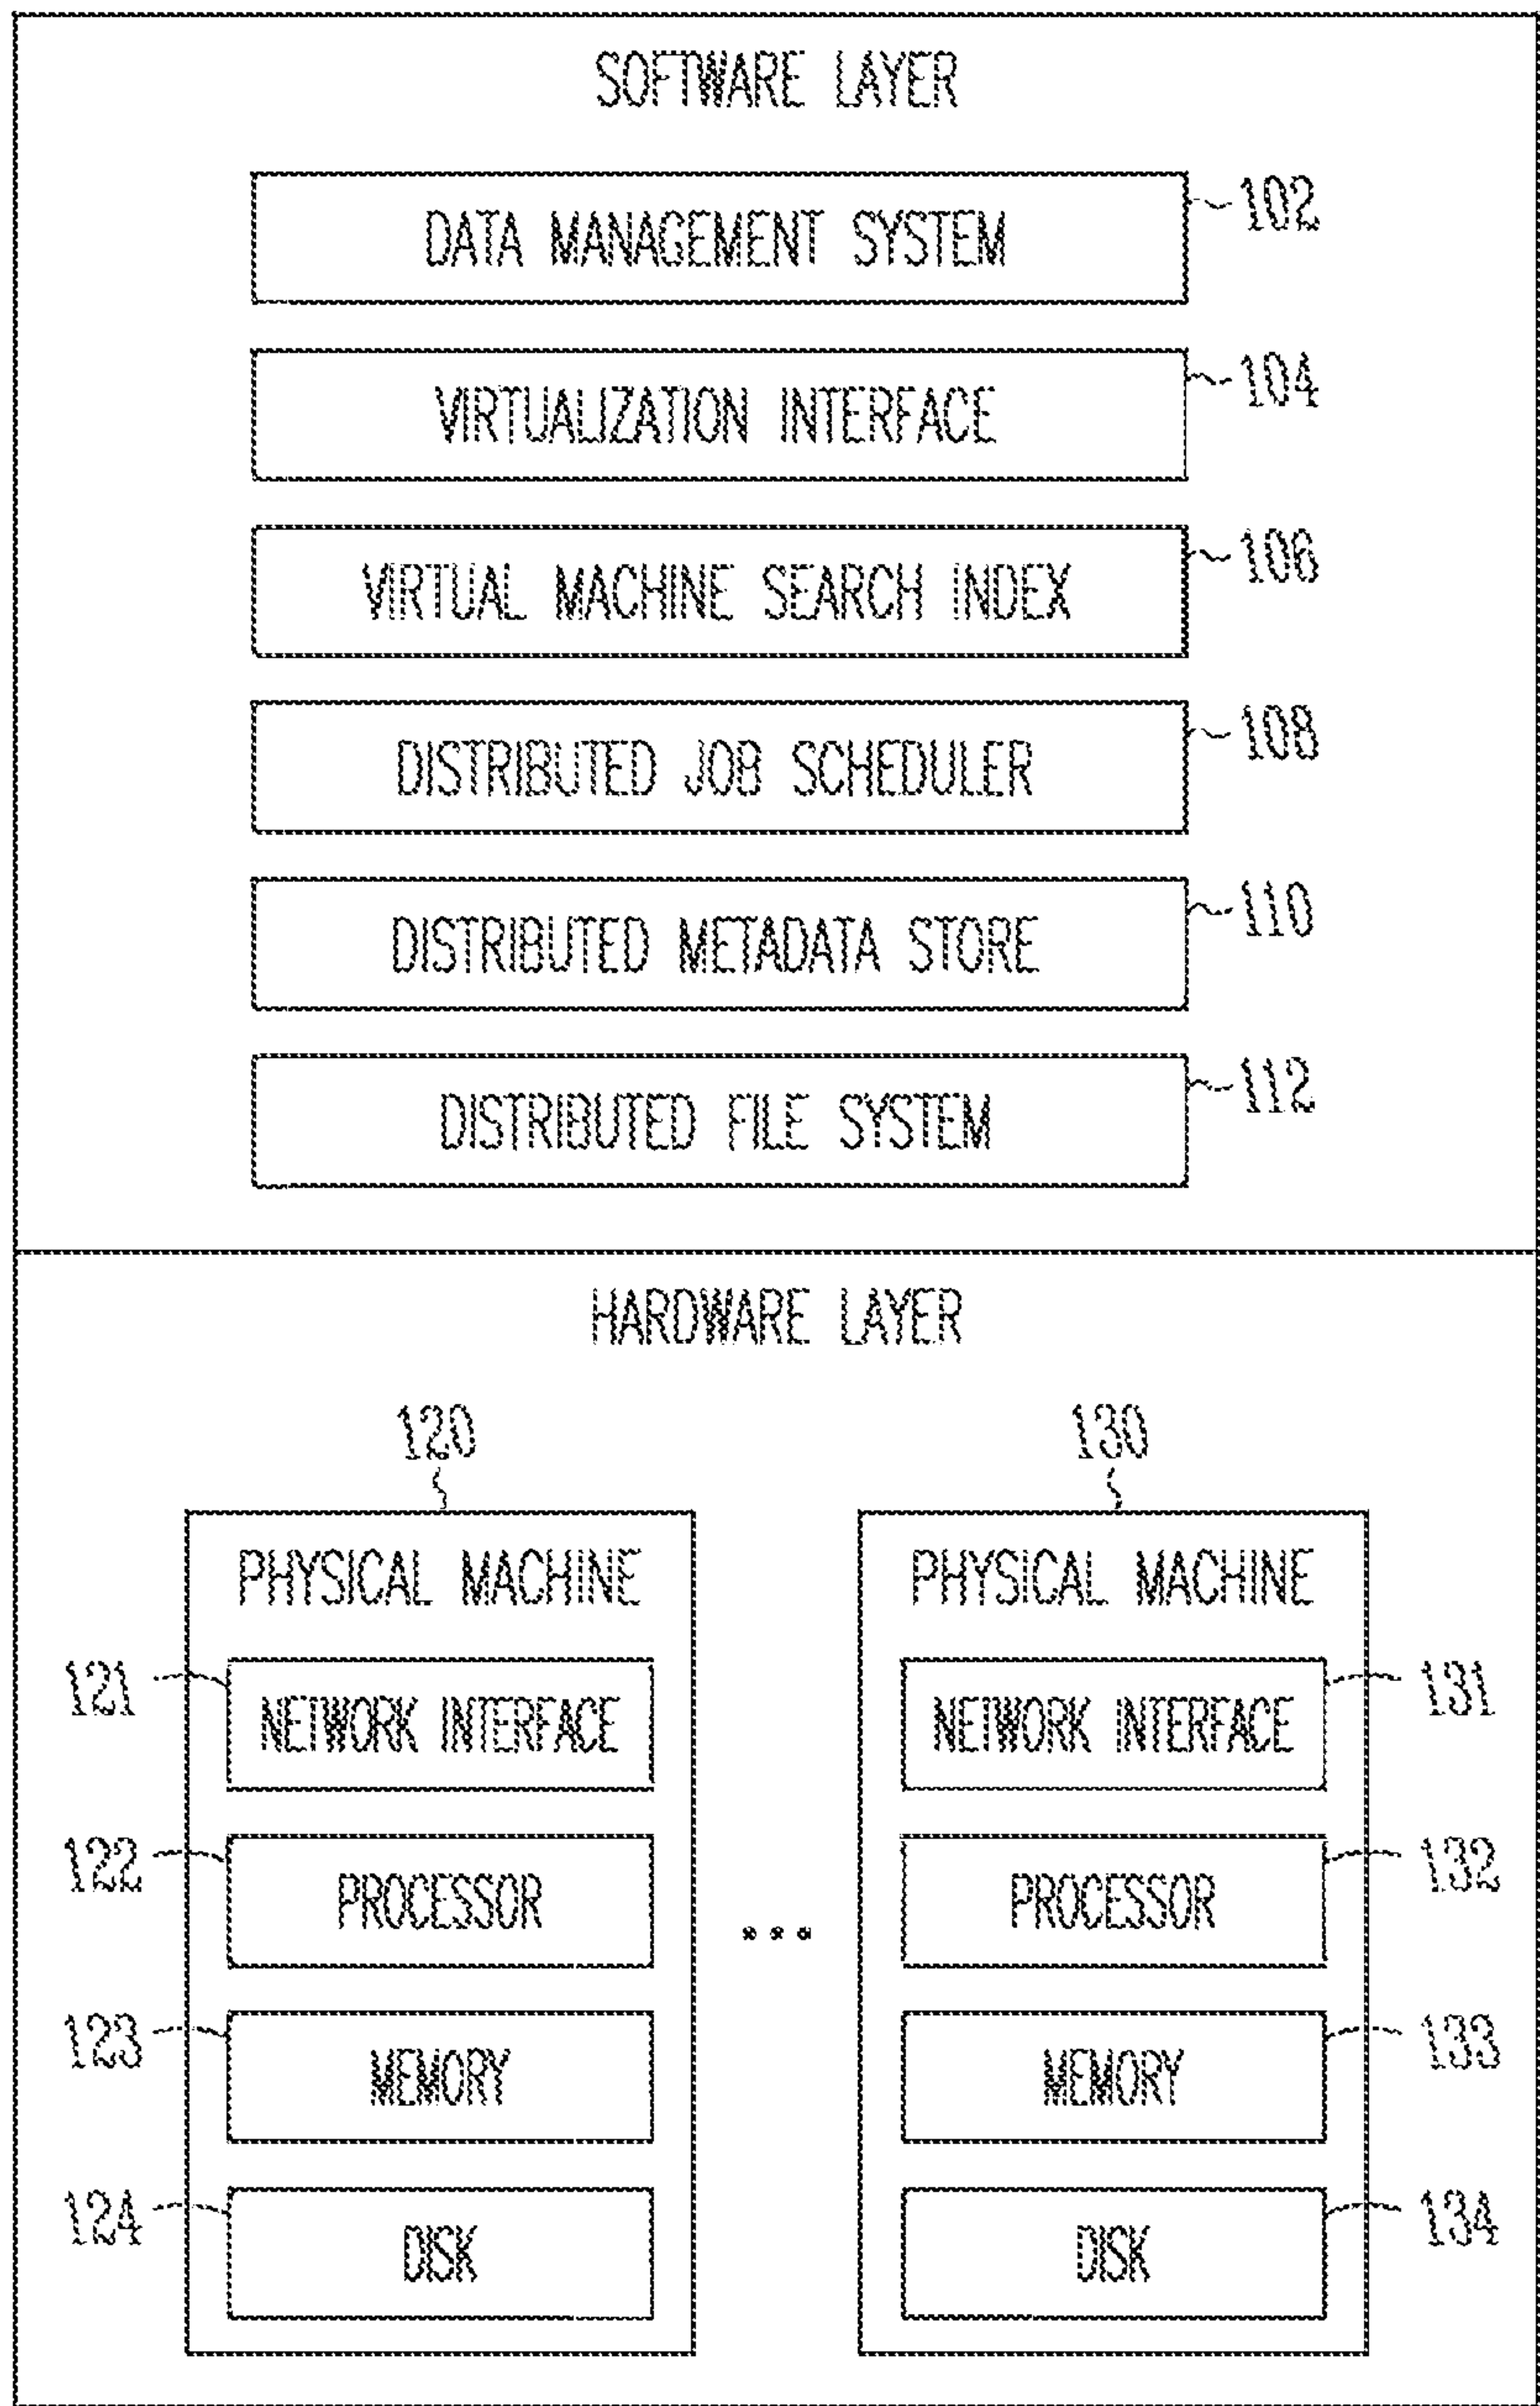 SOFTWARE LAYER
DATA MANAGEMENT SYSTEM 102
VIRTUALIZATION INTERFACE 104
VIRTUAL MACHINE SEARCH INDEX 106
DISTRIBUTED JOB SCHEDULER 108
DISTRIBUTED METADATA STORE 110
DISTRIBUTED FILE SYSTEM 112
HARDWARE LAYER
120 130
PHYSICAL MACHINE PHYSICAL MACHINE
121 NETWORK INTERFACE NETWORK INTERFACE 131
122 PROCESSOR PROCESSOR 132
...
123 MEMORY MEMORY 133
124 DISK DISK 134